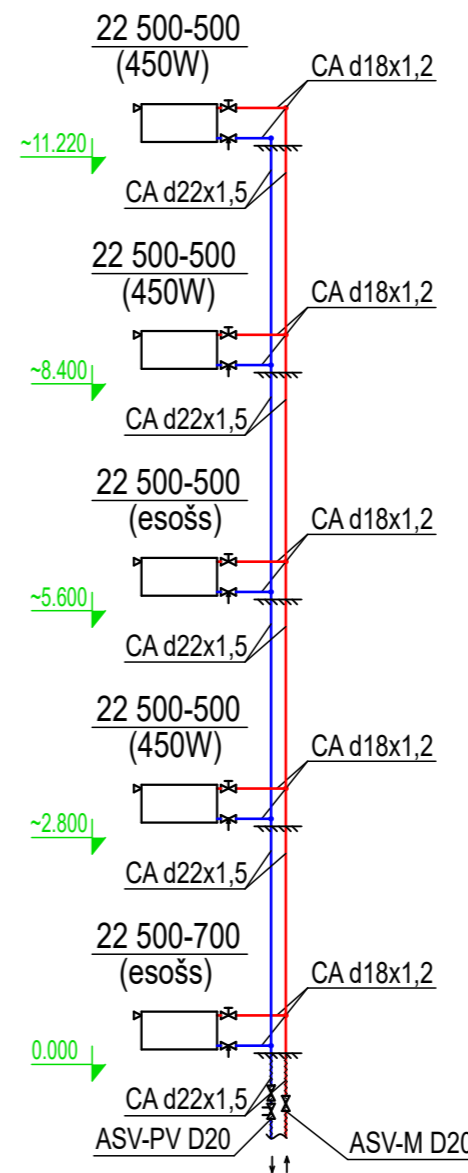 22 500-500
(450W)
CA d18x1,2
~11.220
CA d22x1,5
22 500-500
(450W)
CA d18x1,2
~8.400
CA d22x1,5
22 500-500
(esošs)
CA d18x1,2
~5.600
CA d22x1,5
22 500-500
(450W)
CA d18x1,2
~2.800
CA d22x1,5
22 500-700
(esošs)
CA d18x1,2
0.000
CA d22x1,5
ASV-PV D20
ASV-M D20